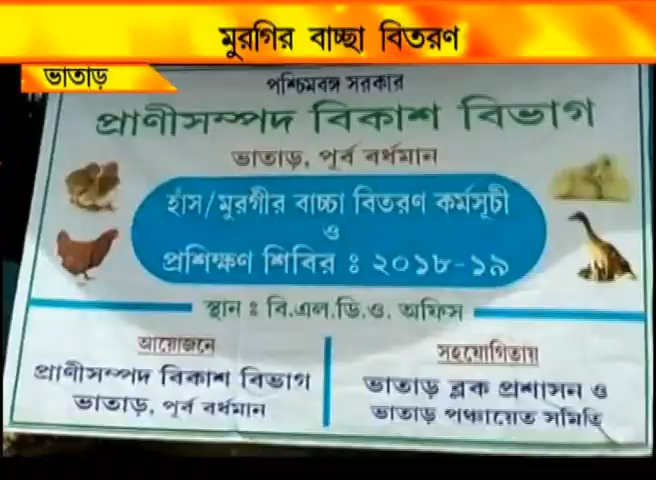 মুরগির বাচ্ছা বিতরণ
ভাতাড়
পশ্চিমবঙ্গ সরকার
প্রাণীসম্পদ বিকাশ বিভাগ
ভাতাড়, পূর্ব বর্ধমান
হাঁস/মুরগীর বাচ্চা বিতরণ কর্মসূচী
ও
প্রশিক্ষণ শিবির : ২০১৮-১৯
স্থান : বি.এল.ডি.ও. অফিস
আয়োজনে
প্রাণীসম্পদ বিকাশ বিভাগ
ভাতাড়, পূর্ব বর্ধমান
সহযোগিতায়
ভাতাড় ব্লক প্রশাসন ও
ভাতাড় পঞ্চায়েত সমিতি